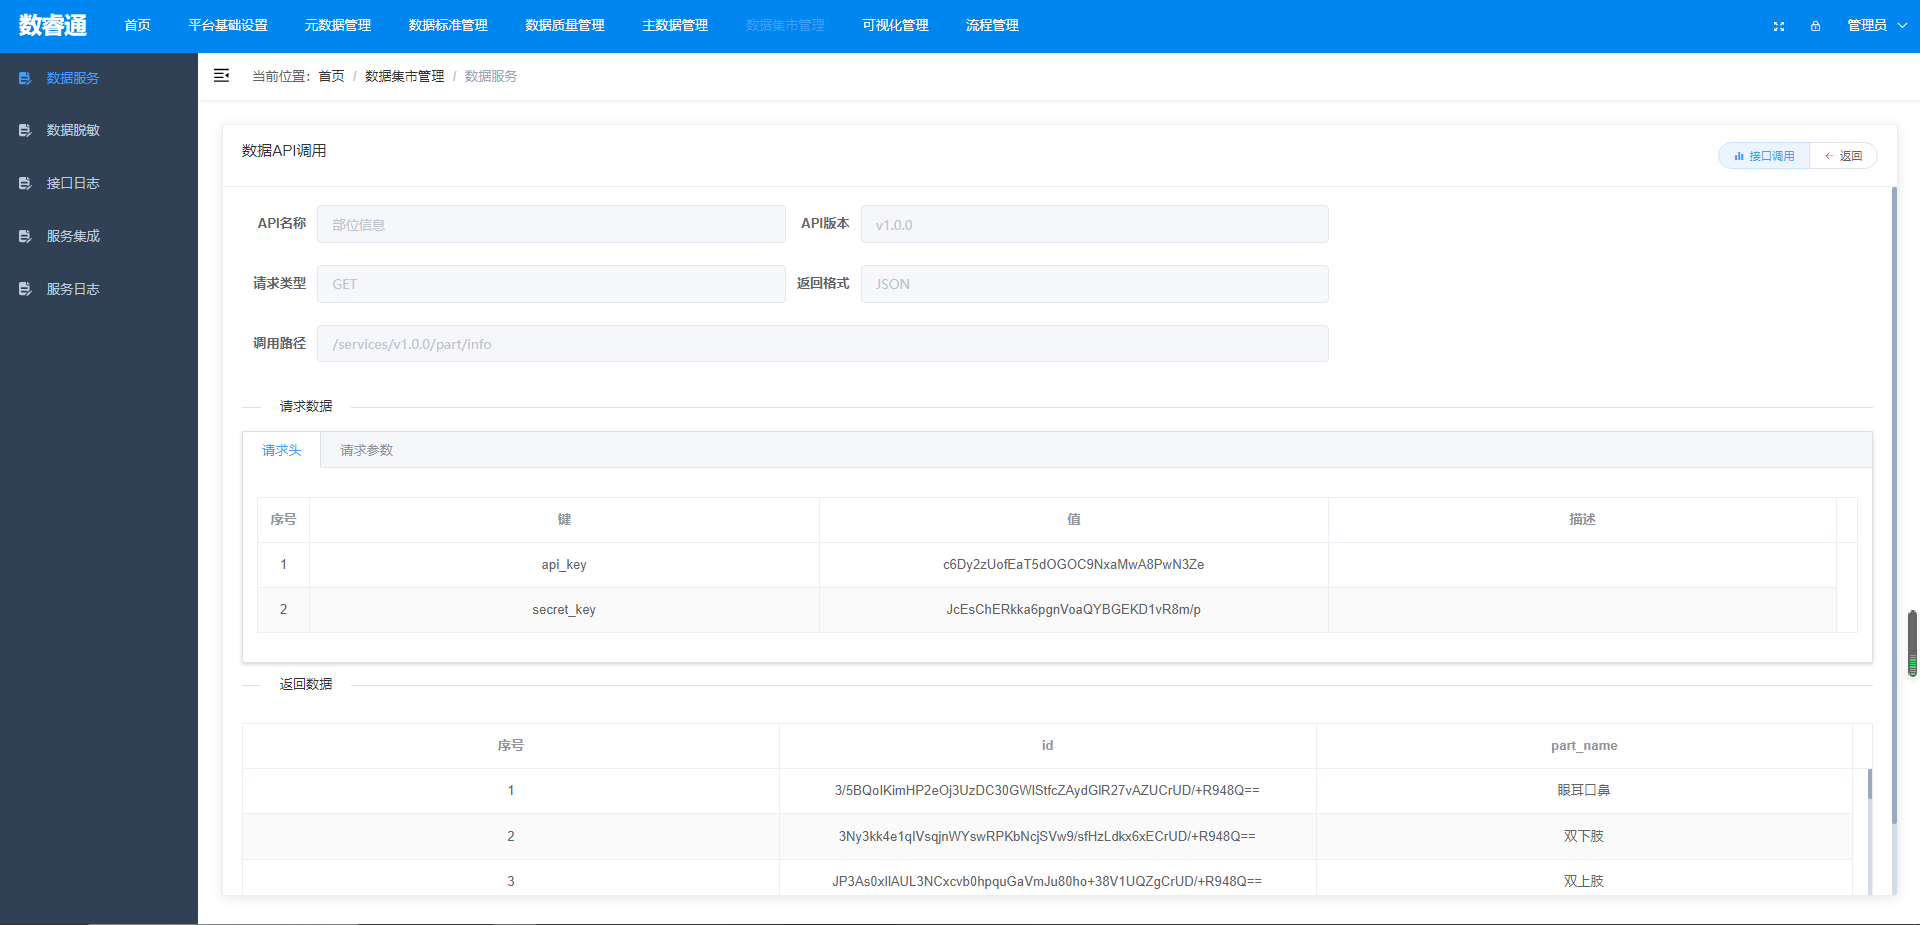 数睿通 首页 平台基础设置 元数据管理 数据标准管理 数据质量管理 主数据管理 数据集市管理 可视化管理 流程管理 管理员
数据服务
数据脱敏
接口日志
服务集成
服务日志
当前位置： 首页 / 数据集市管理 / 数据服务
数据API调用
接口调用 返回
API名称 部位信息 API版本 v1.0.0
请求类型 GET 返回格式 JSON
调用路径 /services/v1.0.0/part/info
请求数据
请求头 请求参数
序号 键 值 描述
1 api_key c6Dy2zUofEaT5dOGOC9NxaMwA8PwN3Ze
2 secret_key JcEsChERkka6pgnVoaQYBGEKD1vR8m/p
返回数据
序号 id part_name
1 3/5BQolKimHP2eOj3UzDC30GWIStfcZAydGlR27vAZUCrUD/+R948Q== 眼耳口鼻
2 3Ny3kk4e1qIVsqjnWYswRPKbNcjSVw9/sfHzLdkx6xECrUD/+R948Q== 双下肢
3 JP3As0xllAUL3NCxcvb0hpquGaVmJu80ho+38V1UQZgCrUD/+R948Q== 双上肢